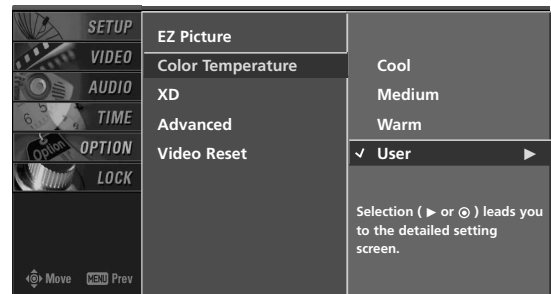 SETUP
VIDEO
AUDIO
TIME
OPTION
LOCK
Move MENU Prev
EZ Picture
Color Temperature
XD
Advanced
Video Reset
Cool
Medium
Warm
✓ User ▶
Selection ( ▶ or ◉ ) leads you
to the detailed setting
screen.